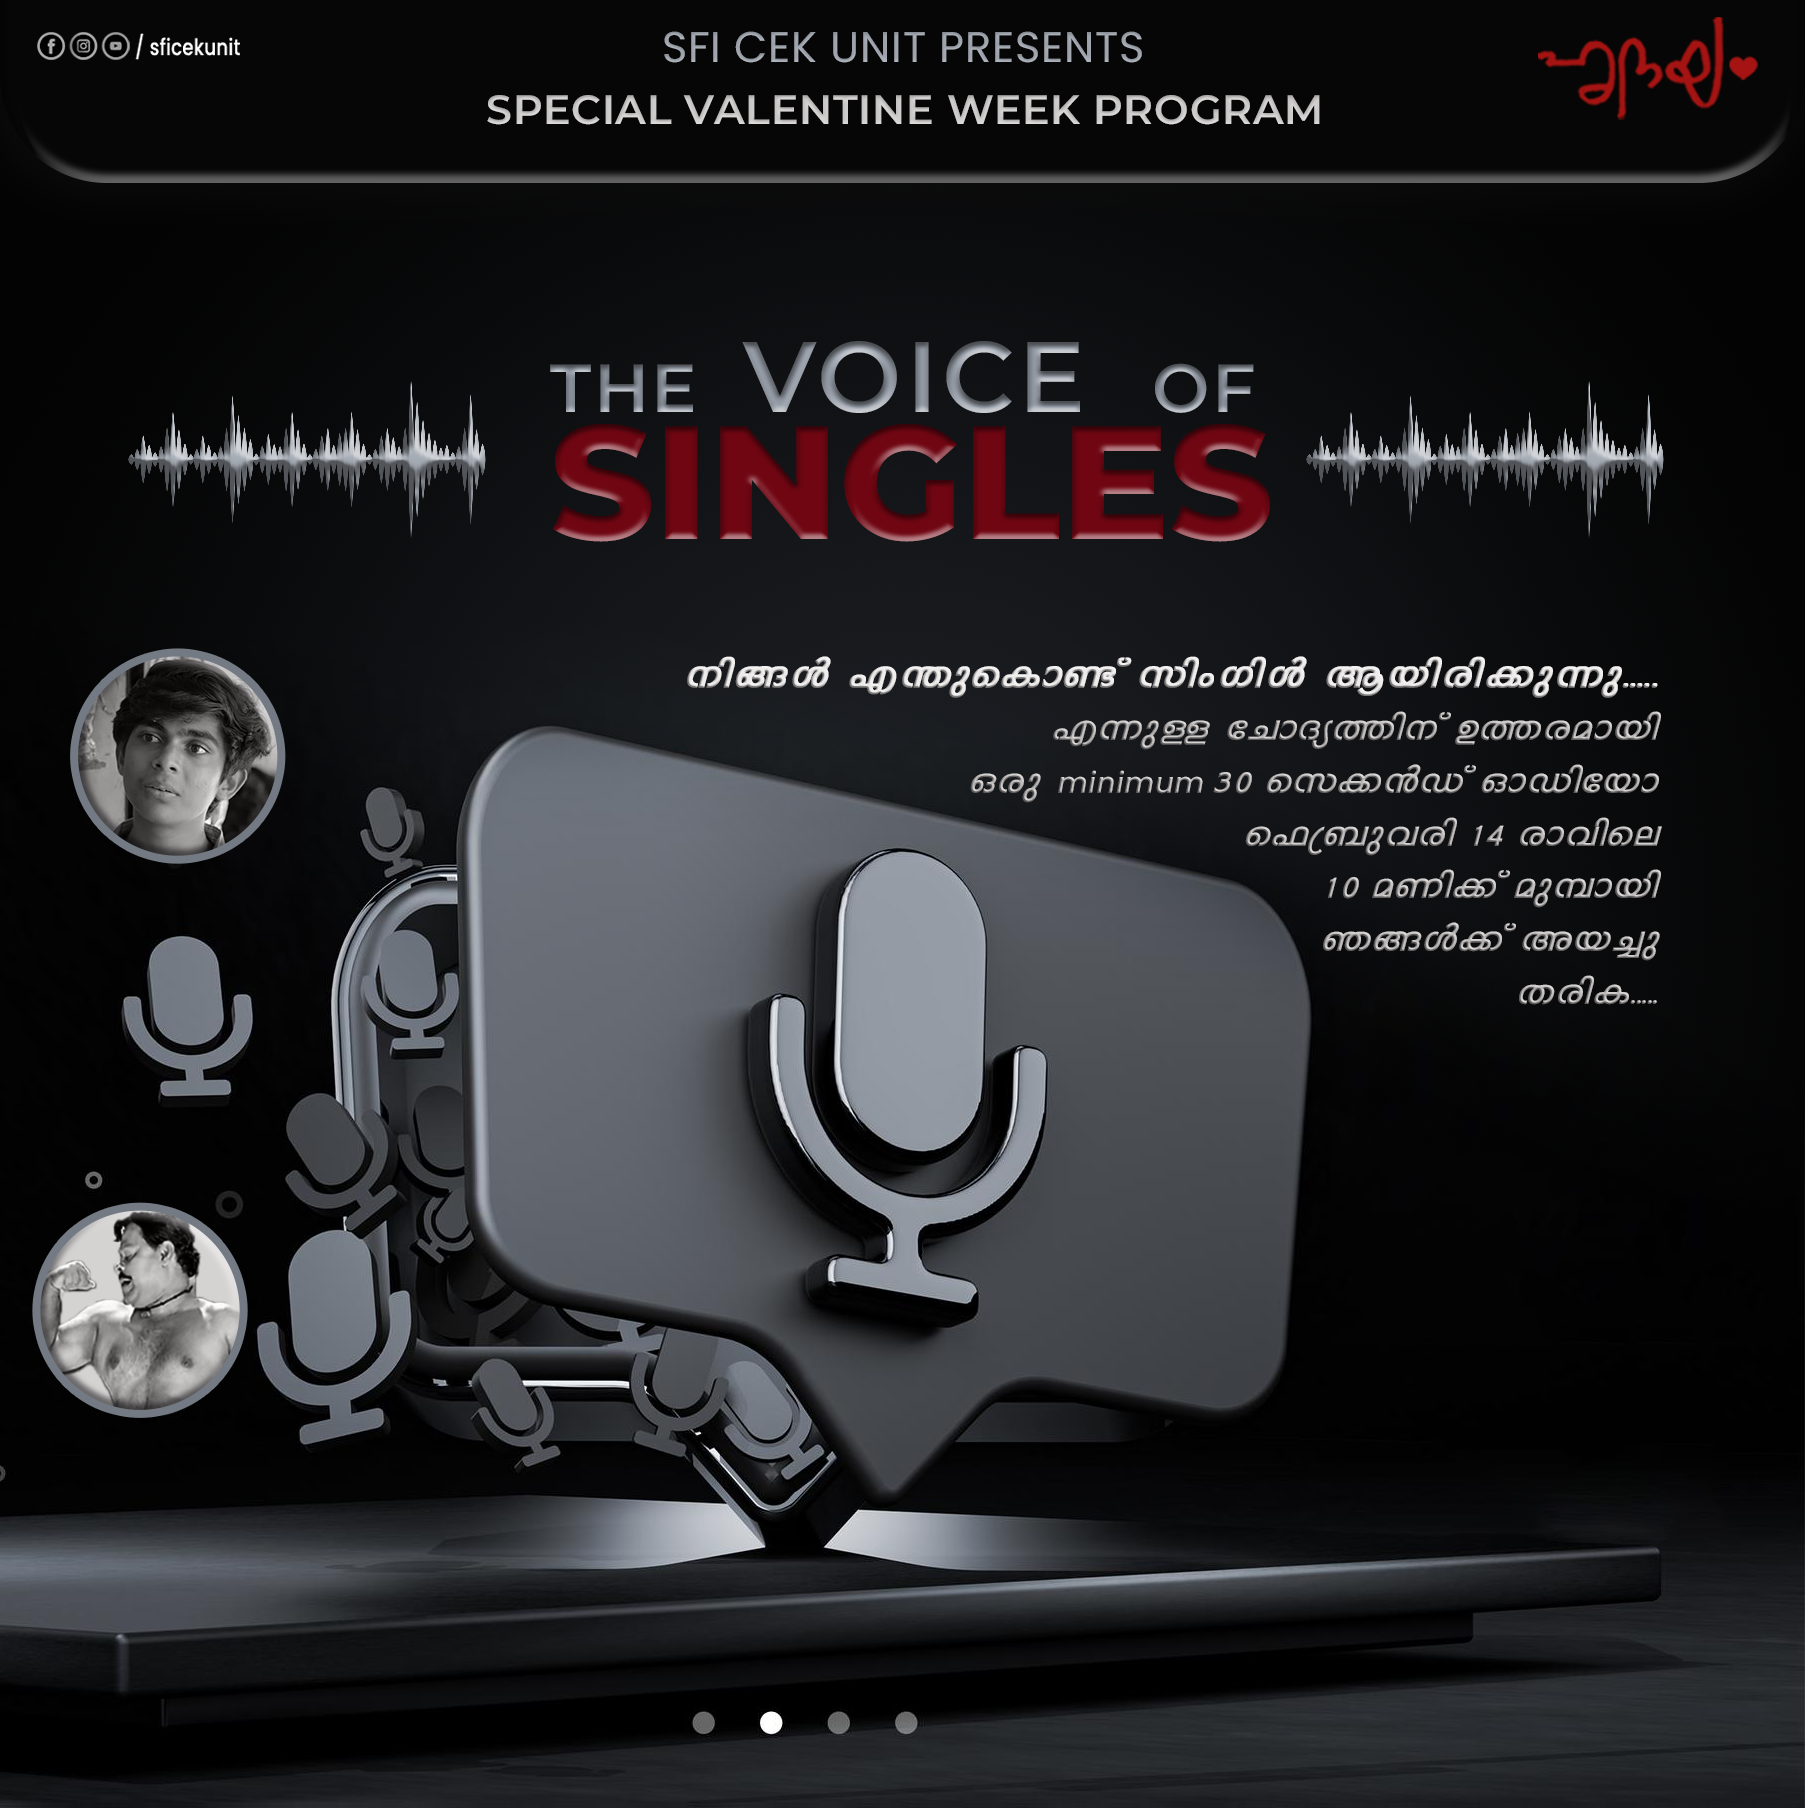 / sficekunit
SFI CEK UNIT PRESENTS
SPECIAL VALENTINE WEEK PROGRAM
ഹൃദയം
THE VOICE OF
SINGLES
നിങ്ങൾ എന്തുകൊണ്ട് സിംഗിൾ ആയിരിക്കുന്നു.....
എന്നുള്ള ചോദ്യത്തിന് ഉത്തരമായി
ഒരു minimum 30 സെക്കൻഡ് ഓഡിയോ
ഫെബ്രുവരി 14 രാവിലെ
10 മണിക്ക് മുമ്പായി
ഞങ്ങൾക്ക് അയച്ചു
തരിക.....